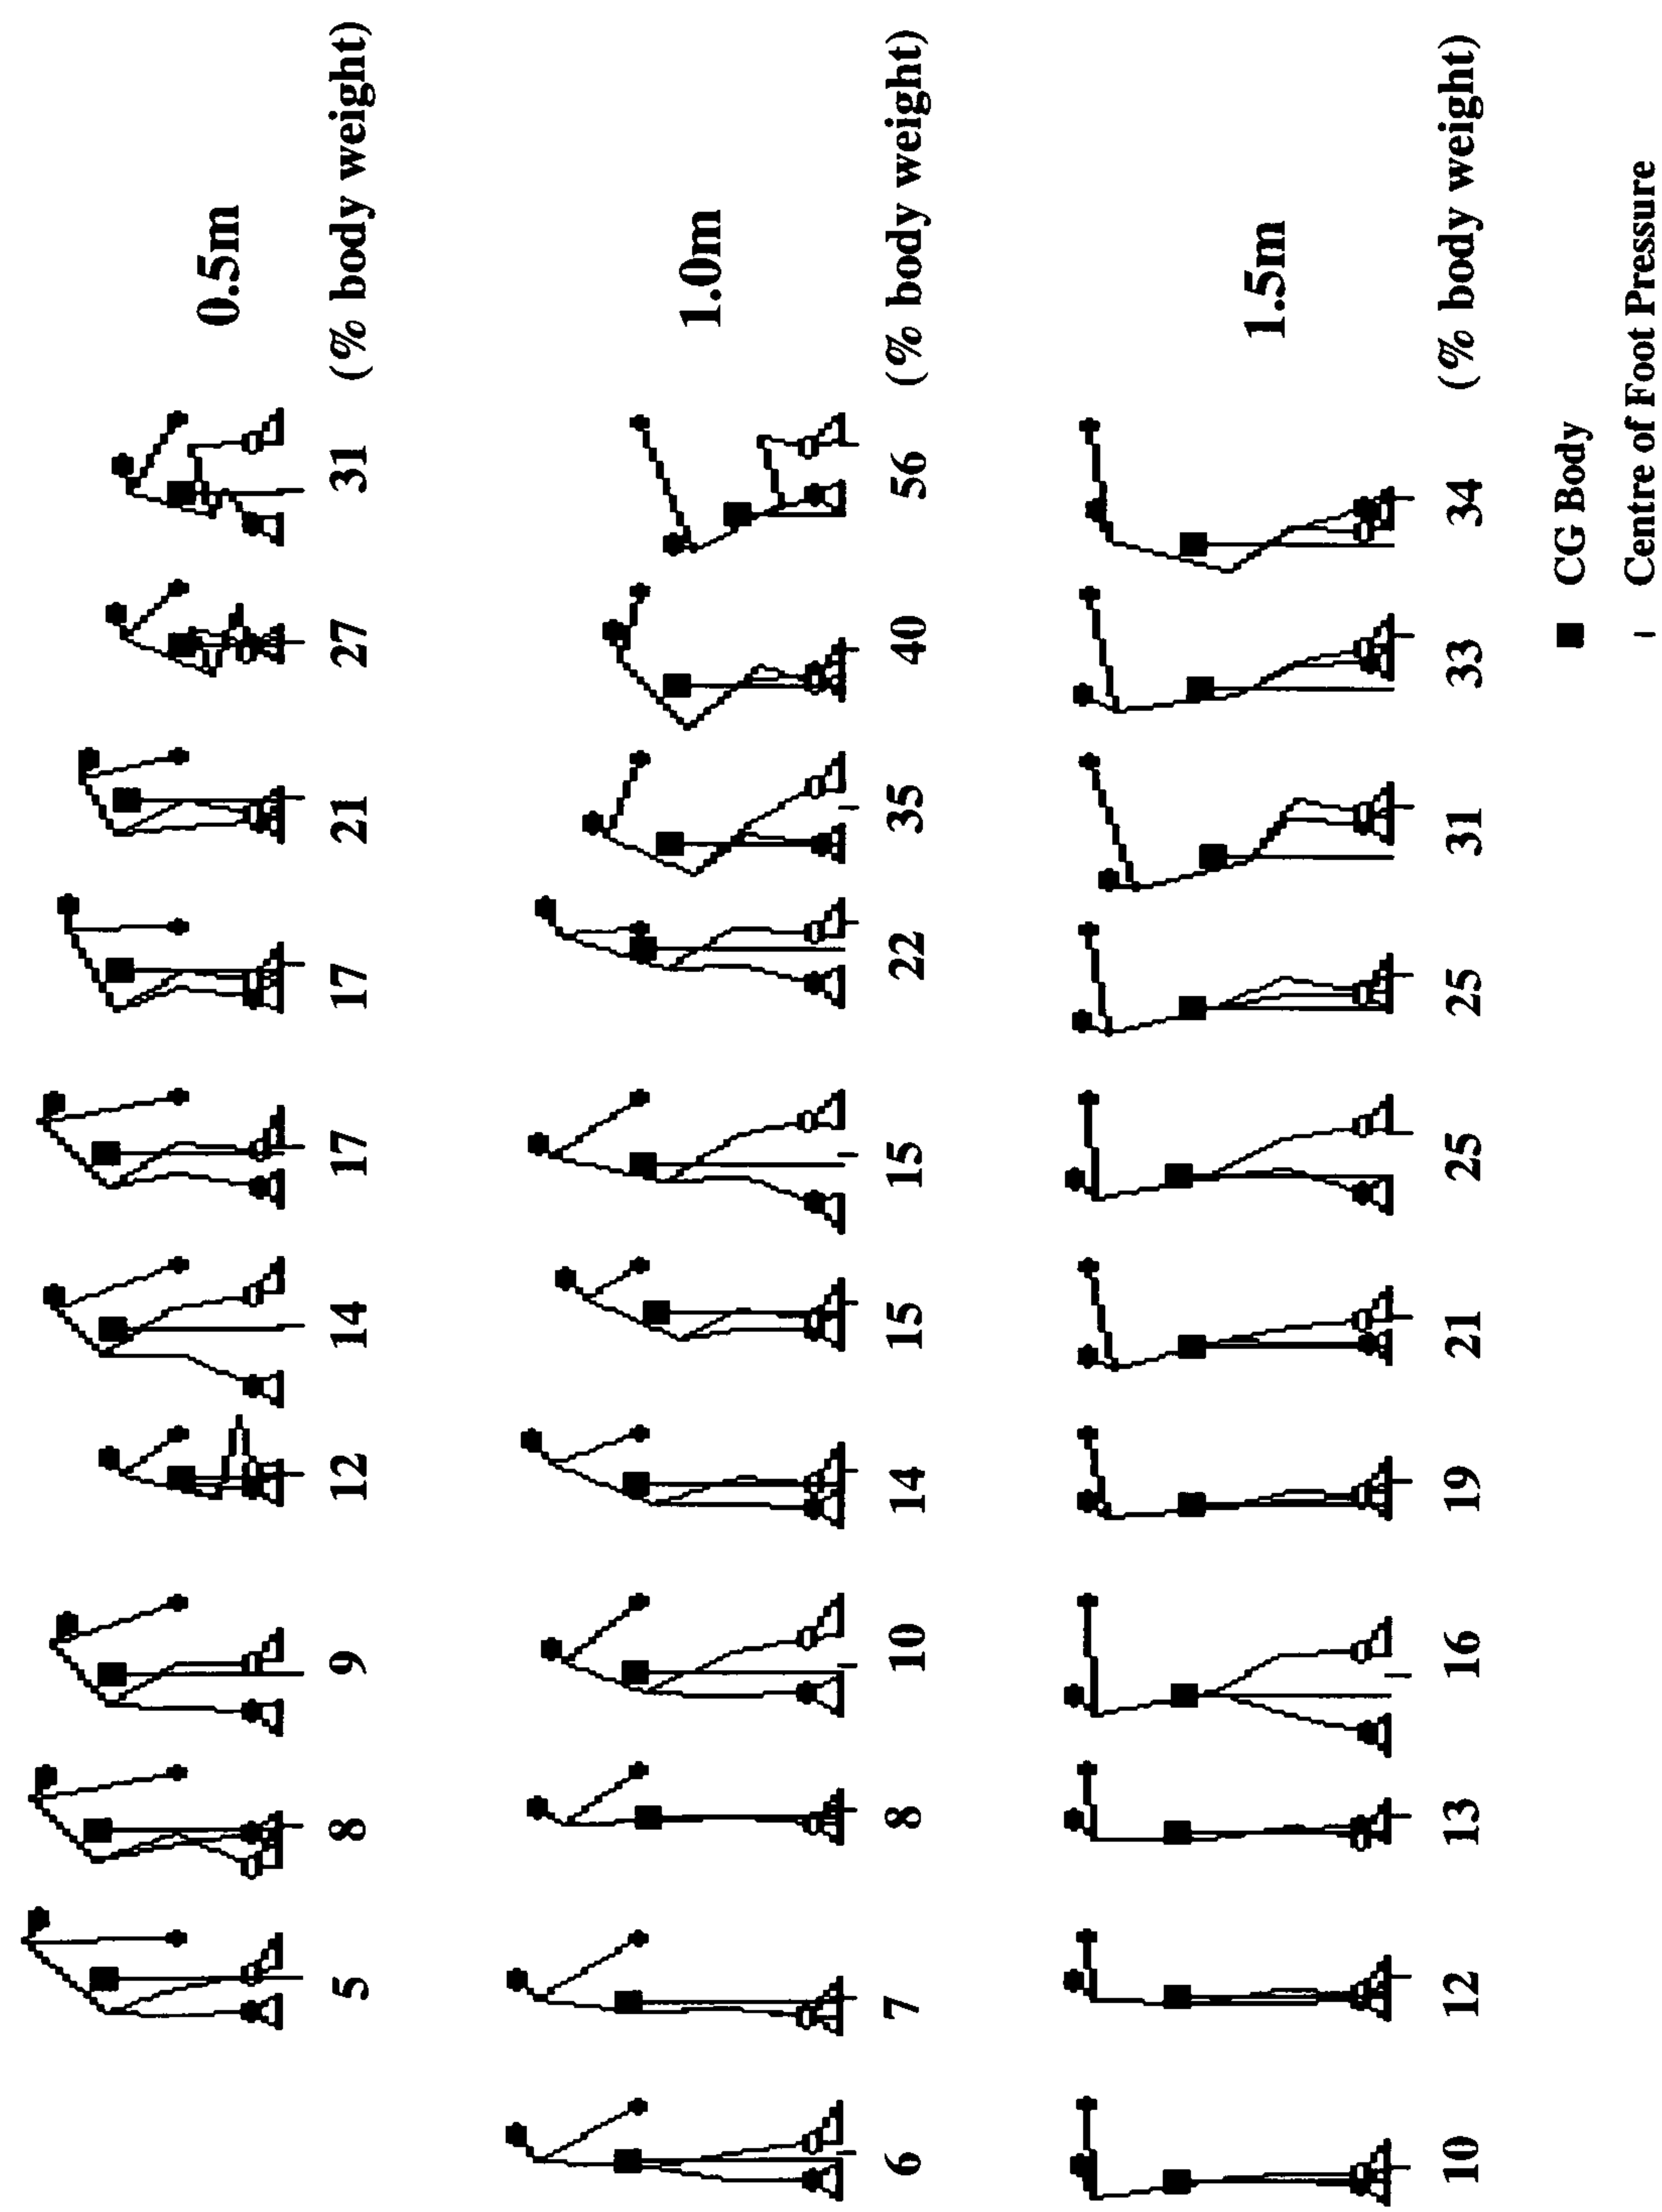 5 8 9 12 14 17 17 21 27 31 (% body weight)
0.5m
6 7 8 10 14 15 15 22 35 40 56 (% body weight)
1.0m
10 12 13 16 19 21 25 25 31 33 34 (% body weight)
1.5m
CG Body
Centre of Foot Pressure